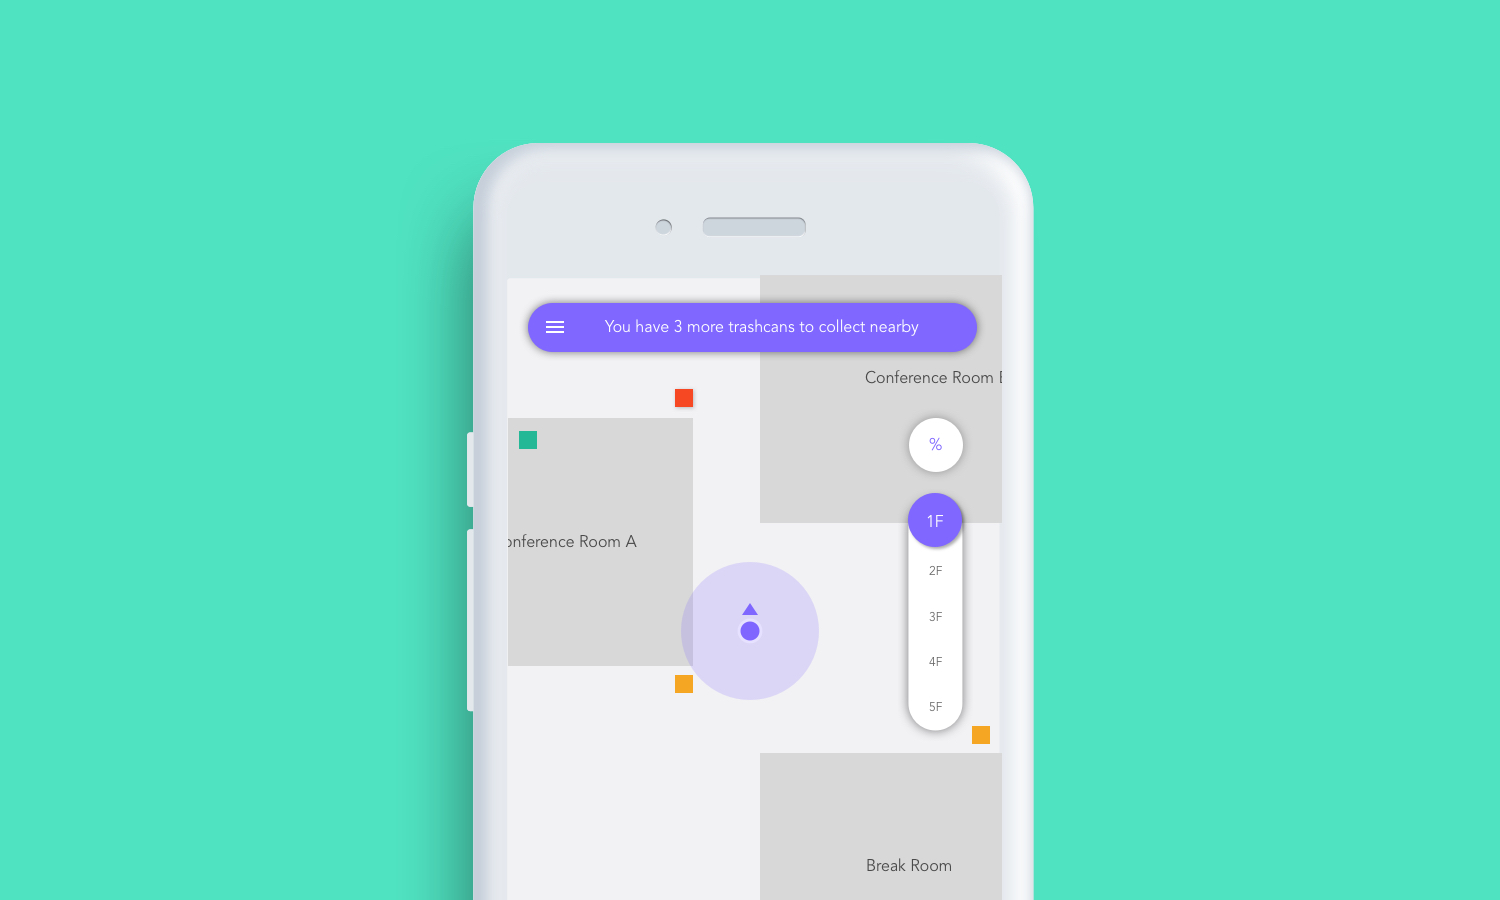 You have 3 more trashcans to collect nearby
Conference Room
%
1F
onference Room A
2F
3F
4F
5F
Break Room